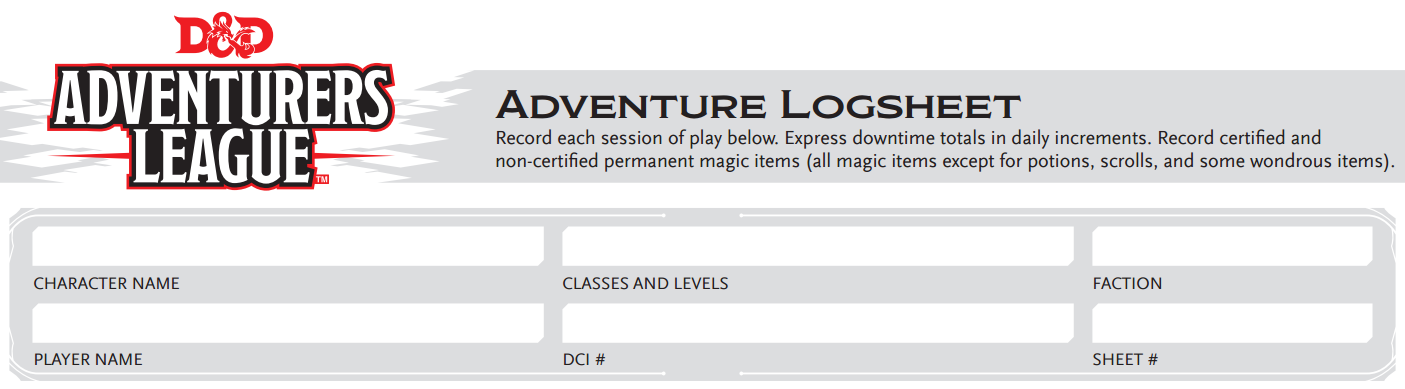 D&D
ADVENTURERS
LEAGUE™
ADVENTURE LOGSHEET
Record each session of play below. Express downtime totals in daily increments. Record certified and
non-certified permanent magic items (all magic items except for potions, scrolls, and some wondrous items).
CHARACTER NAME
CLASSES AND LEVELS
FACTION
PLAYER NAME
DCI #
SHEET #